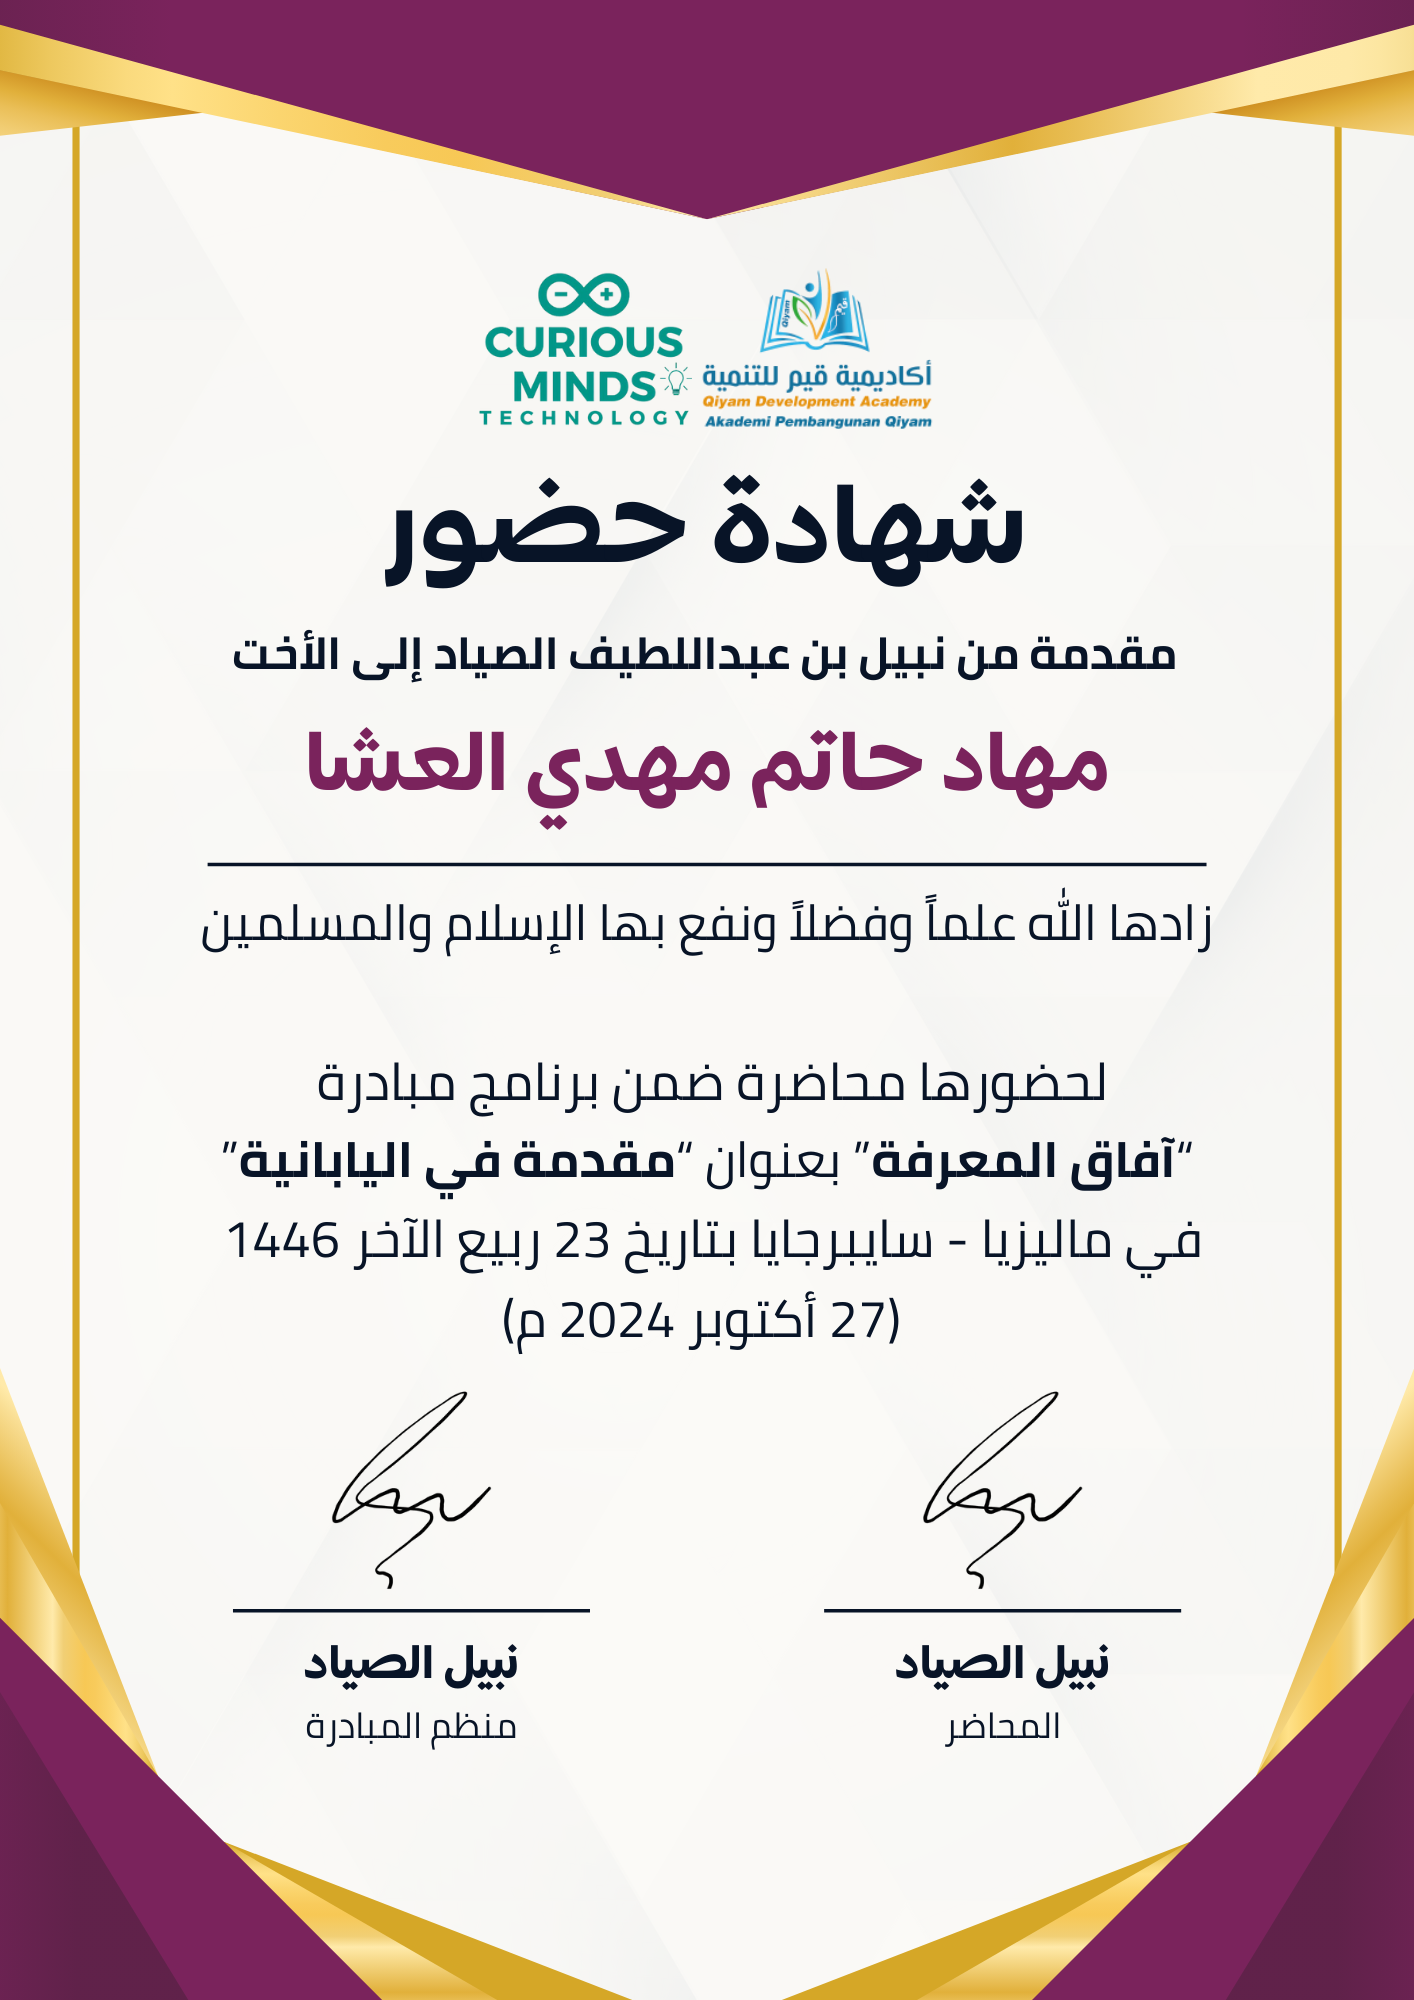 CURIOUS
MINDS
TECHNOLOGY
Qiyam
قيم
أكاديمية قيم للتنمية
Qiyam Development Academy
Akademi Pembangunan Qiyam
شهادة حضور
مقدمة من نبيل بن عبداللطيف الصياد إلى الأخت
مهاد حاتم مهدي العشا
زادها الله علماً وفضلاً ونفع بها الإسلام والمسلمين
لحضورها محاضرة ضمن برنامج مبادرة
“آفاق المعرفة” بعنوان “مقدمة في اليابانية”
في ماليزيا - سايبرجايا بتاريخ 23 ربيع الآخر 1446
(27 أكتوبر 2024 م)
نبيل الصياد
المحاضر
نبيل الصياد
منظم المبادرة